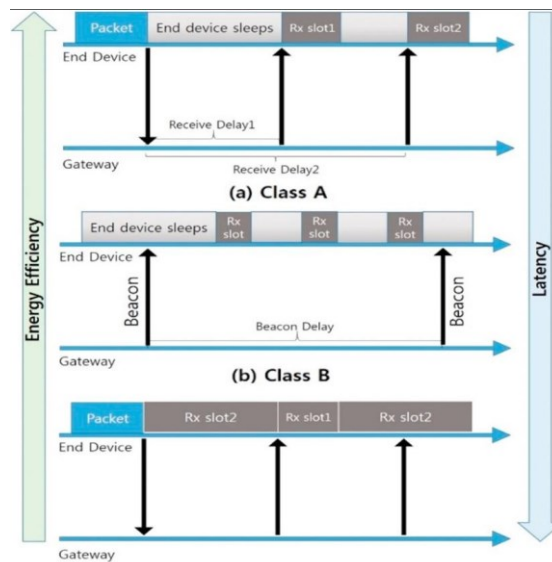 Packet
End device sleeps
Rx slot1
Rx slot2
End Device
Receive Delay1
Gateway
Receive Delay2
(a) Class A
End device sleeps
Rx
slot
Rx
slot
Rx
slot
End Device
Beacon
Beacon Delay
Beacon
Gateway
(b) Class B
Packet
Rx slot2
Rx slot1
Rx slot2
End Device
Gateway
Energy Efficiency
Latency